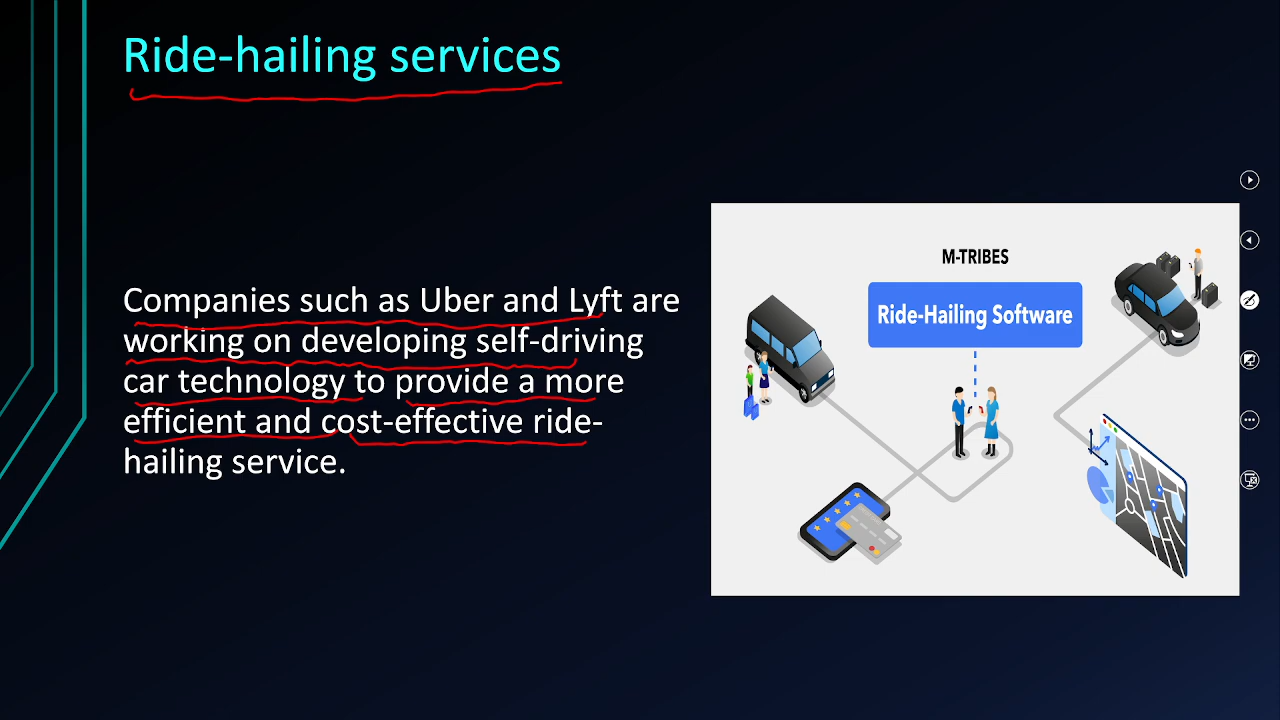 Ride-hailing services
Companies such as Uber and Lyft are
working on developing self-driving
car technology to provide a more
efficient and cost-effective ride-
hailing service.
M-TRIBES
Ride-Hailing Software